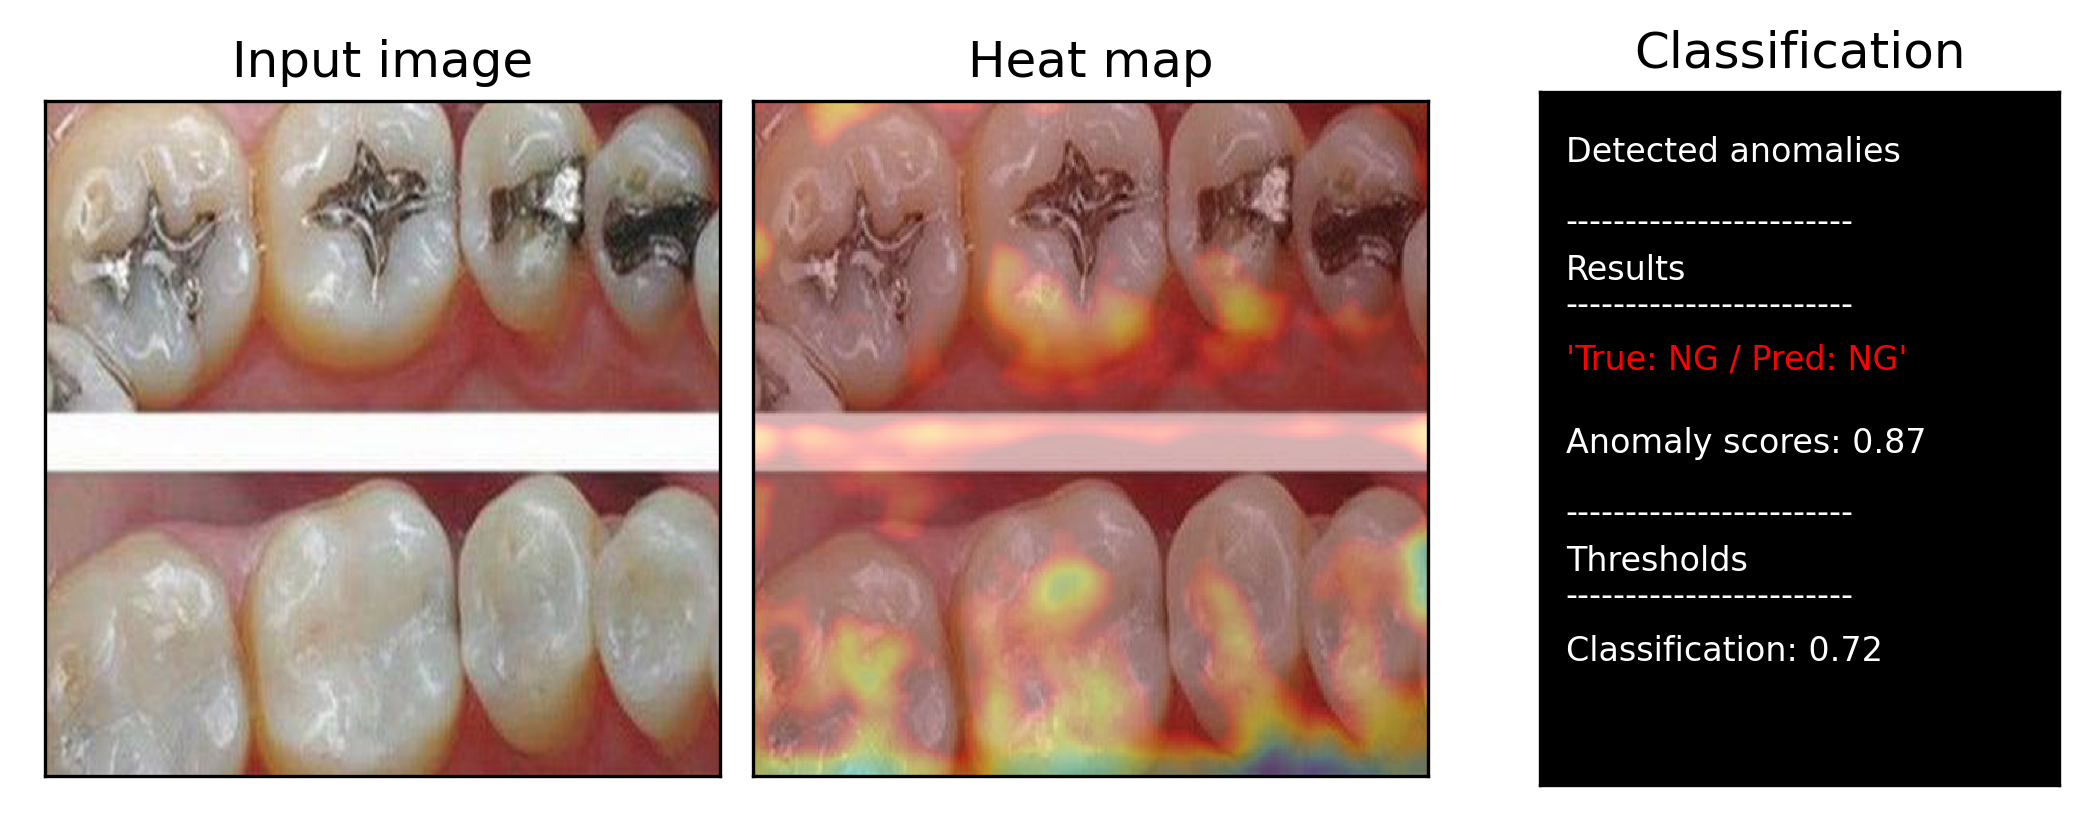 Input image
Heat map
Classification
Detected anomalies
------------------------
Results
------------------------
'True: NG / Pred: NG'
Anomaly scores: 0.87
------------------------
Thresholds
------------------------
Classification: 0.72